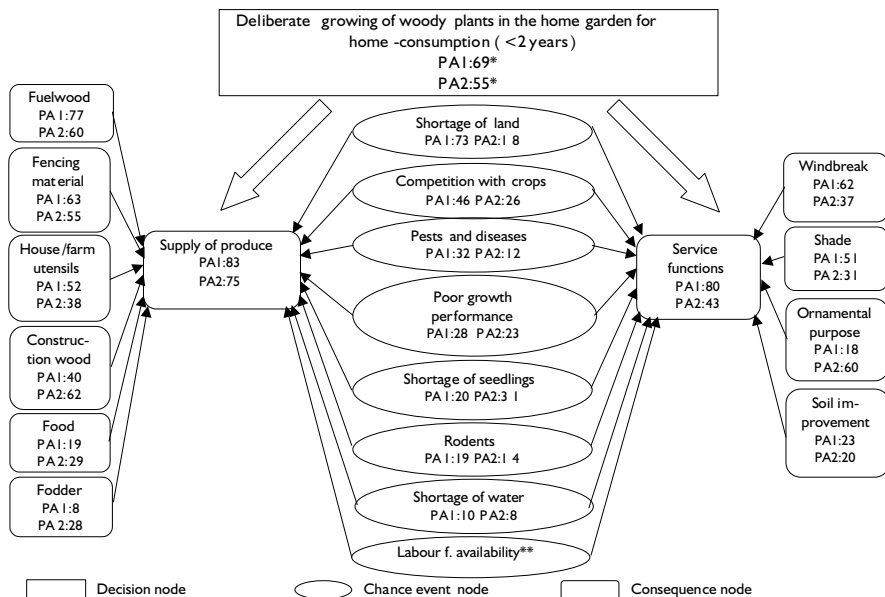 Deliberate growing of woody plants in the home garden for
home -consumption ( <2 years)
PA1:69*
PA2:55*
Fuelwood
PA1:77
PA2:60
Fencing
material
PA1:63
PA2:55
House/farm
utensils
PA1:52
PA2:38
Construc-
tion wood
PA1:40
PA2:62
Food
PA1:19
PA2:29
Fodder
PA1:8
PA2:28
Supply of produce
PA1:83
PA2:75
Shortage of land
PA1:73 PA2:1 8
Competition with crops
PA1:46 PA2:26
Pests and diseases
PA1:32 PA2:12
Poor growth
performance
PA1:28 PA2:23
Shortage of seedlings
PA1:20 PA2:3 1
Rodents
PA1:19 PA2:1 4
Shortage of water
PA1:10 PA2:8
Labour f. availability**
Service
functions
PA1:80
PA2:43
Windbreak
PA1:62
PA2:37
Shade
PA1:51
PA2:31
Ornamental
purpose
PA1:18
PA2:60
Soil im-
provement
PA1:23
PA2:20
Decision node
Chance event node
Consequence node